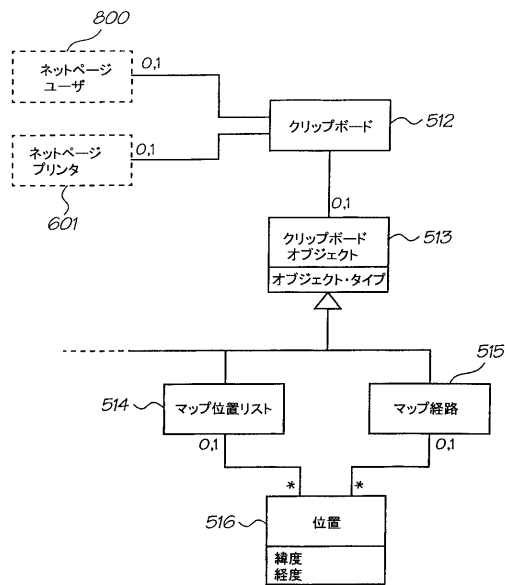 800
ネットページ
ユーザ
0,1
クリップボード
512
ネットページ
プリンタ
0,1
601
0,1
クリップボード
オブジェクト
513
オブジェクト・タイプ
515
514
マップ位置リスト
マップ経路
0,1
0,1
*
*
516
位置
緯度
経度